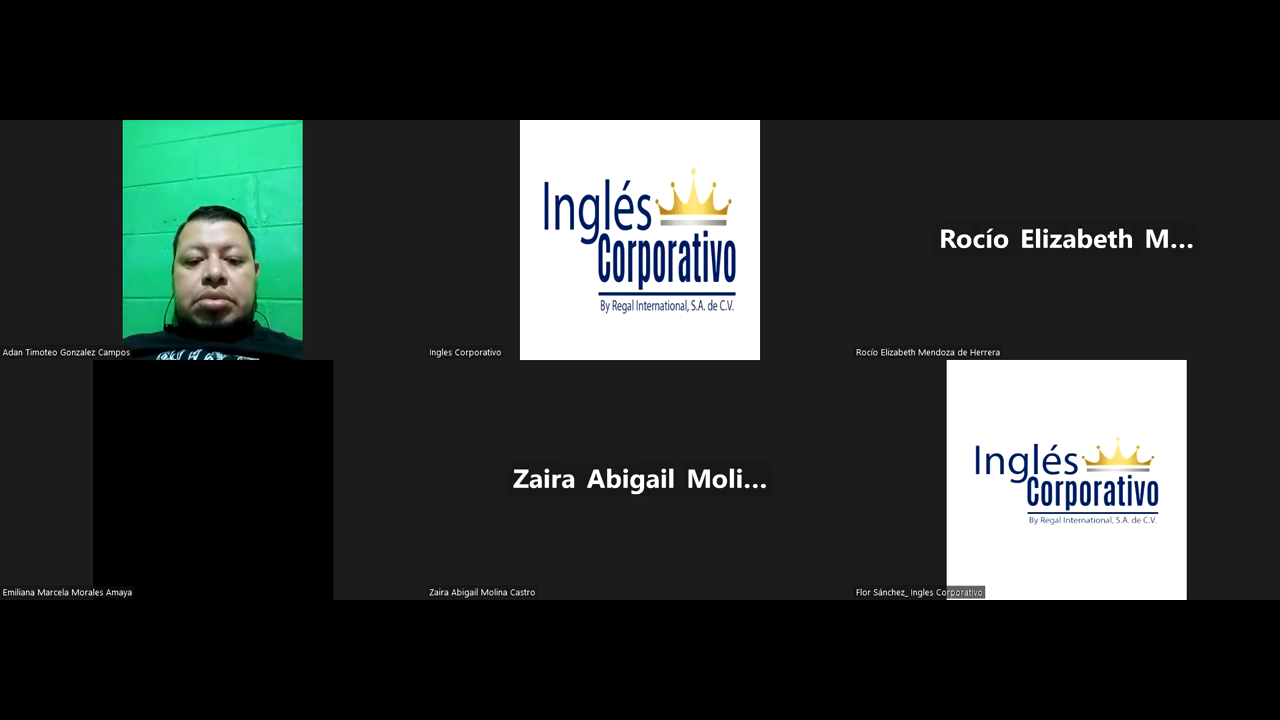 Inglés
Corporativo
By Regal International, S.A. de C.V.
Rocío Elizabeth M...
Adan Timoteo Gonzalez Campos
Ingles Corporativo
Rocío Elizabeth Mendoza de Herrera
Zaira Abigail Moli...
Inglés
Corporativo
By Regal International, S.A. de C.V.
Emiliana Marcela Morales Amaya
Zaira Abigail Molina Castro
Flor Sánchez_ Ingles Corporativo